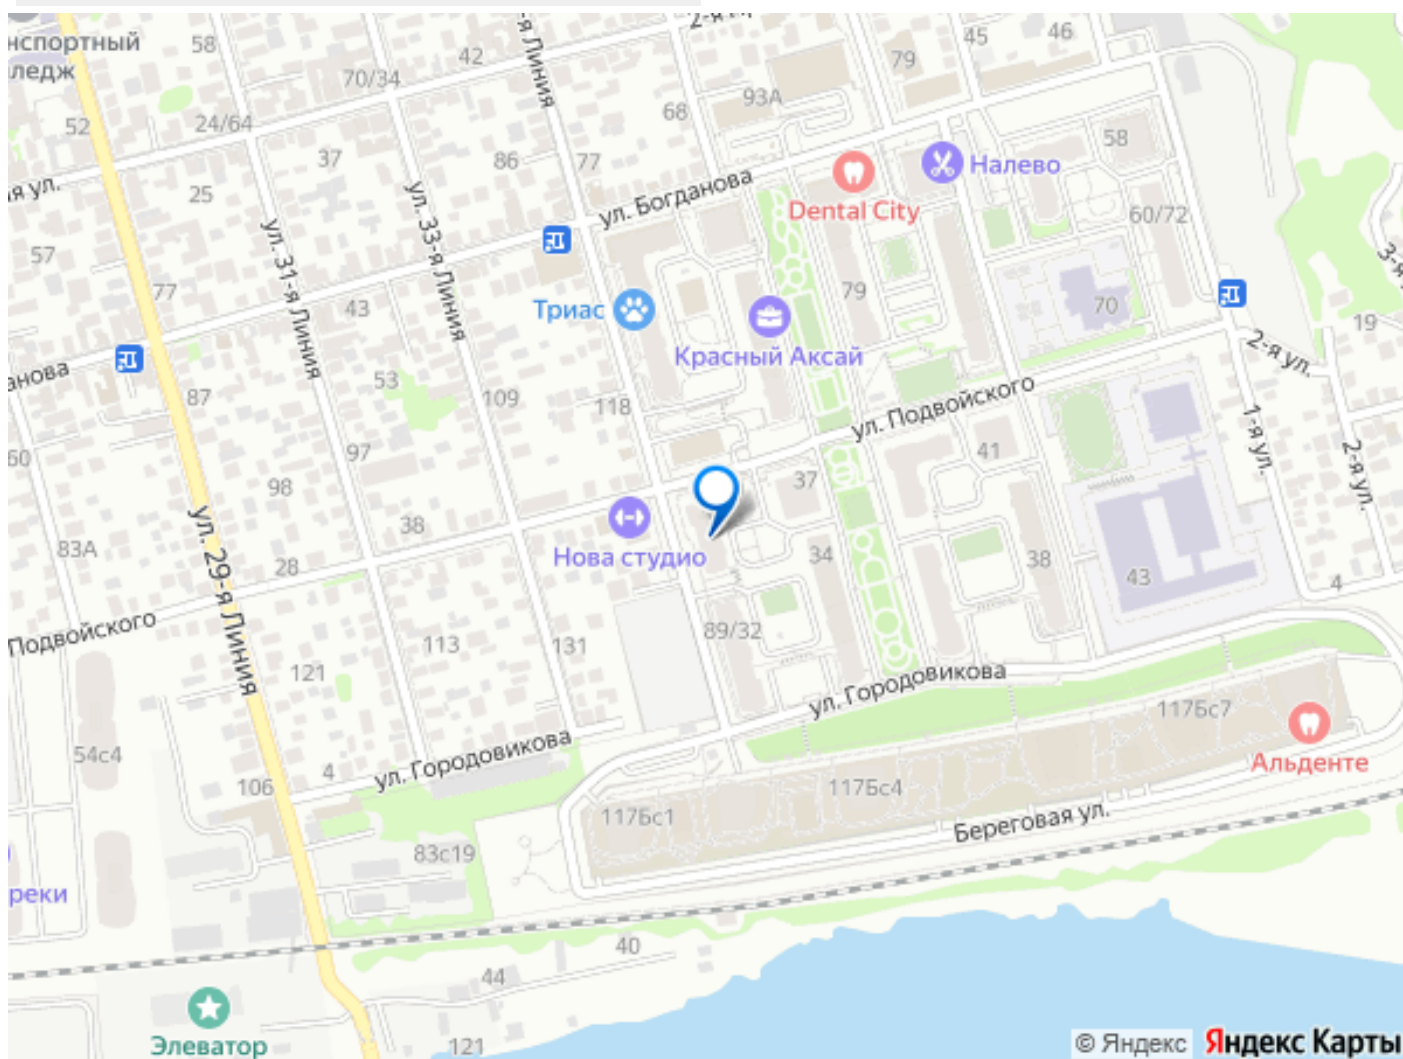 нспортный
ледж
58
42
70/34
-я Линия
45
46
79
93А
68
58
52
24/64
37
86
77
25
ул. 33-я Линия
ул. Богданова
Dental City
Налево
60/72
57
77
43
ул. 31-я Линия
Триас
Красный Аксай
79
70
19
3-я
2-я ул.
анова
87
53
109
118
ул. Подвойского
1-я ул.
2-я ул.
60
97
98
38
37
41
83А
28
ул. 29-я Линия
Нова студио
34
38
43
4
Подвойского
113
131
89/32
121
ул. Городовикова
54с4
106
4
ул. Городовикова
117Бс7
Альденте
117Бс4
117Бс1
Береговая ул.
83с19
реки
40
44
Элеватор
121
© Яндекс Яндекс Карты